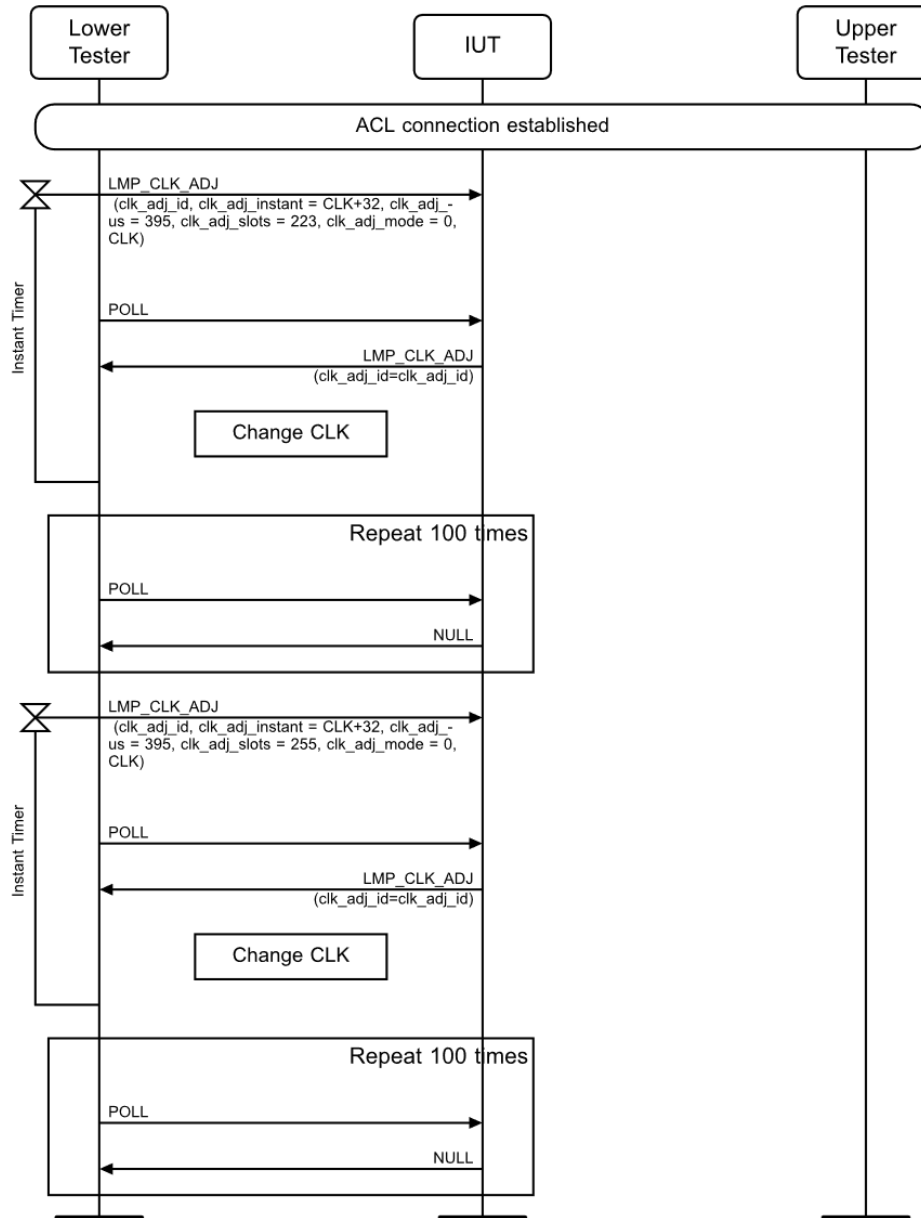 Lower
Tester
IUT
Upper
Tester
ACL connection established
LMP_CLK_ADJ
(clk_adj_id, clk_adj_instant = CLK+32, clk_adj_-
us = 395, clk_adj_slots = 223, clk_adj_mode = 0,
CLK)
Instant Timer
POLL
LMP_CLK_ADJ
(clk_adj_id=clk_adj_id)
Change CLK
Repeat 100 times
POLL
NULL
LMP_CLK_ADJ
(clk_adj_id, clk_adj_instant = CLK+32, clk_adj_-
us = 395, clk_adj_slots = 255, clk_adj_mode = 0,
CLK)
Instant Timer
POLL
LMP_CLK_ADJ
(clk_adj_id=clk_adj_id)
Change CLK
Repeat 100 times
POLL
NULL